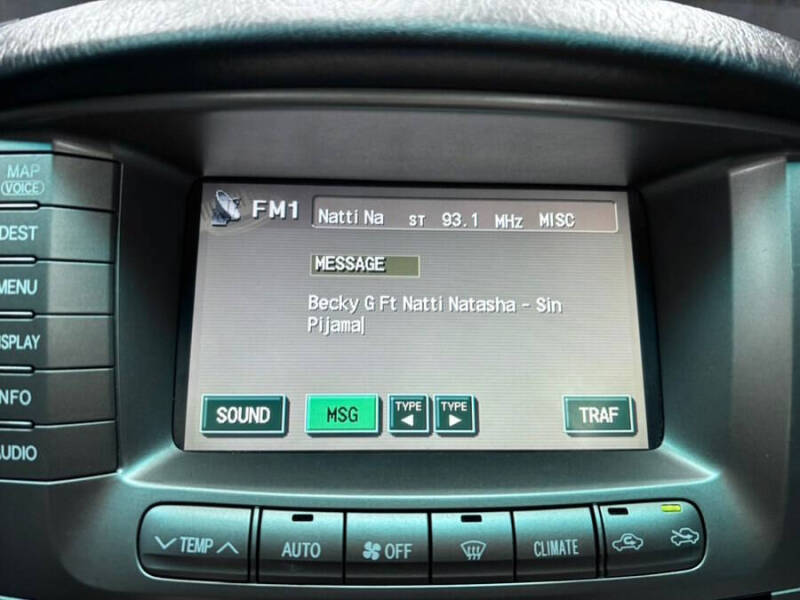 MAP
VOICE
DEST
MENU
ISPLAY
NFO
AUDIO
FM1 Natti Na ST 93.1 MHz MISC
MESSAGE
Becky G Ft Natti Natasha - Sin
Pijama
SOUND MSG TYPE TYPE TRAF
TEMP AUTO OFF CLIMATE